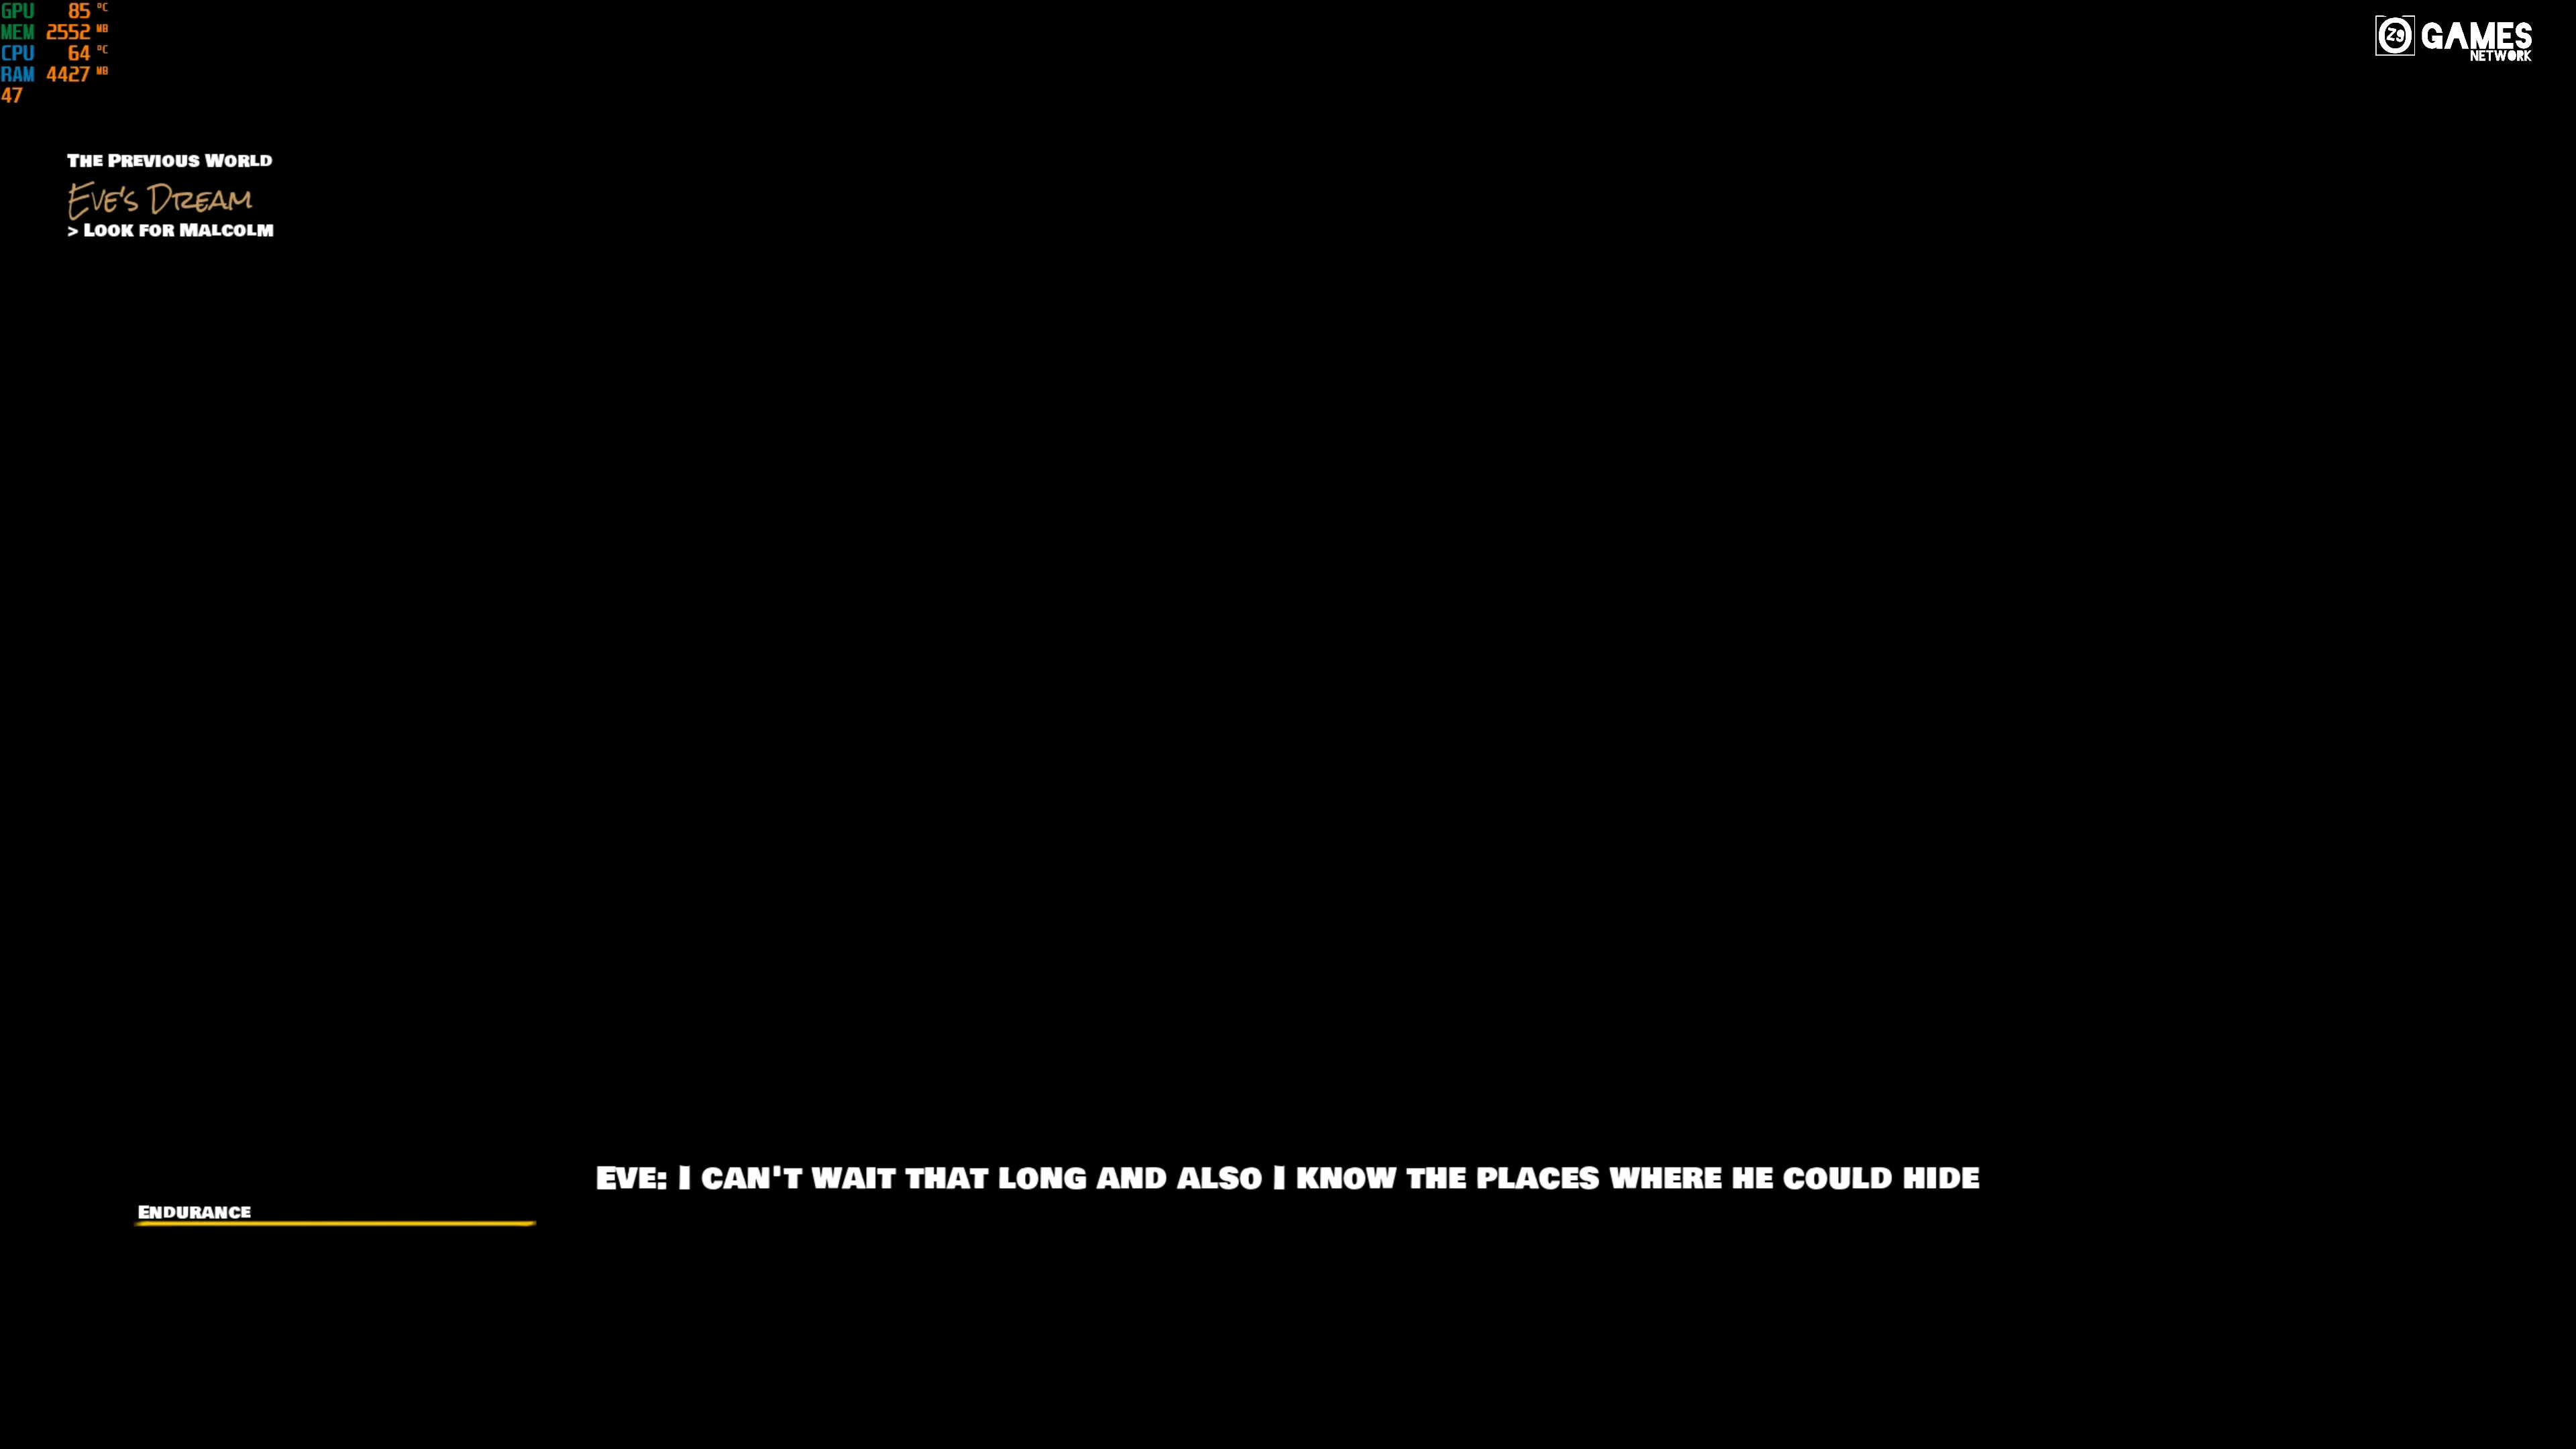 GPU 85 °C
MEM 2552 MB
CPU 64 °C
RAM 4427 MB
47
Z9 GAMES
NETWORK
The Previous World
Eve's Dream
> Look for Malcolm
Eve: I can't wait that long and also I know the places where he could hide
Endurance